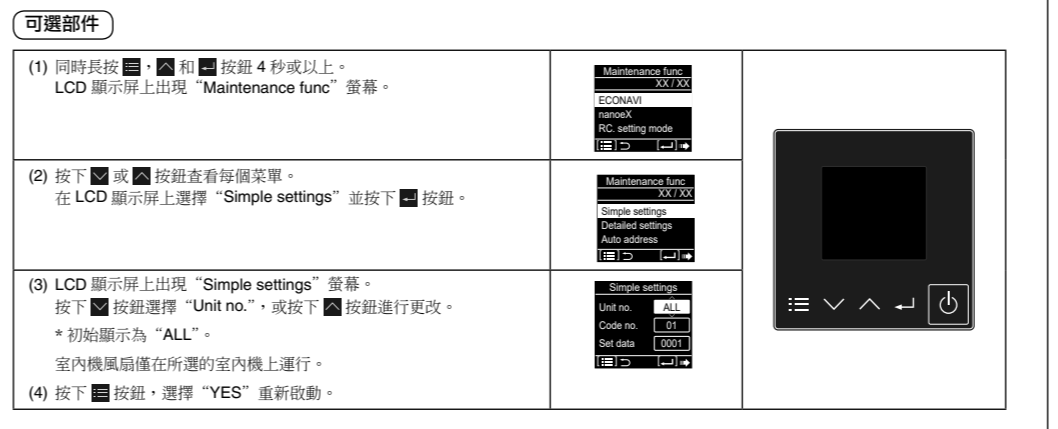 可選部件
(1) 同時長按 ，和 按鈕 4 秒或以上。
LCD 顯示屏上出現“Maintenance func”螢幕。
Maintenance func
XX / XX
ECONAVI
nanoeX
RC. setting mode
(2) 按下 或 按鈕查看每個菜單。
在 LCD 顯示屏上選擇“Simple settings”並按下 按鈕。
Maintenance func
XX / XX
Simple settings
Detailed settings
Auto address
(3) LCD 顯示屏上出現“Simple settings”螢幕。
按下 按鈕選擇“Unit no.”，或按下 按鈕進行更改。
* 初始顯示為“ALL”。
室內機風扇僅在所選的室內機上運行。
(4) 按下 按鈕，選擇“YES”重新啟動。
Simple settings
Unit no. ALL
Code no. 01
Set data 0001